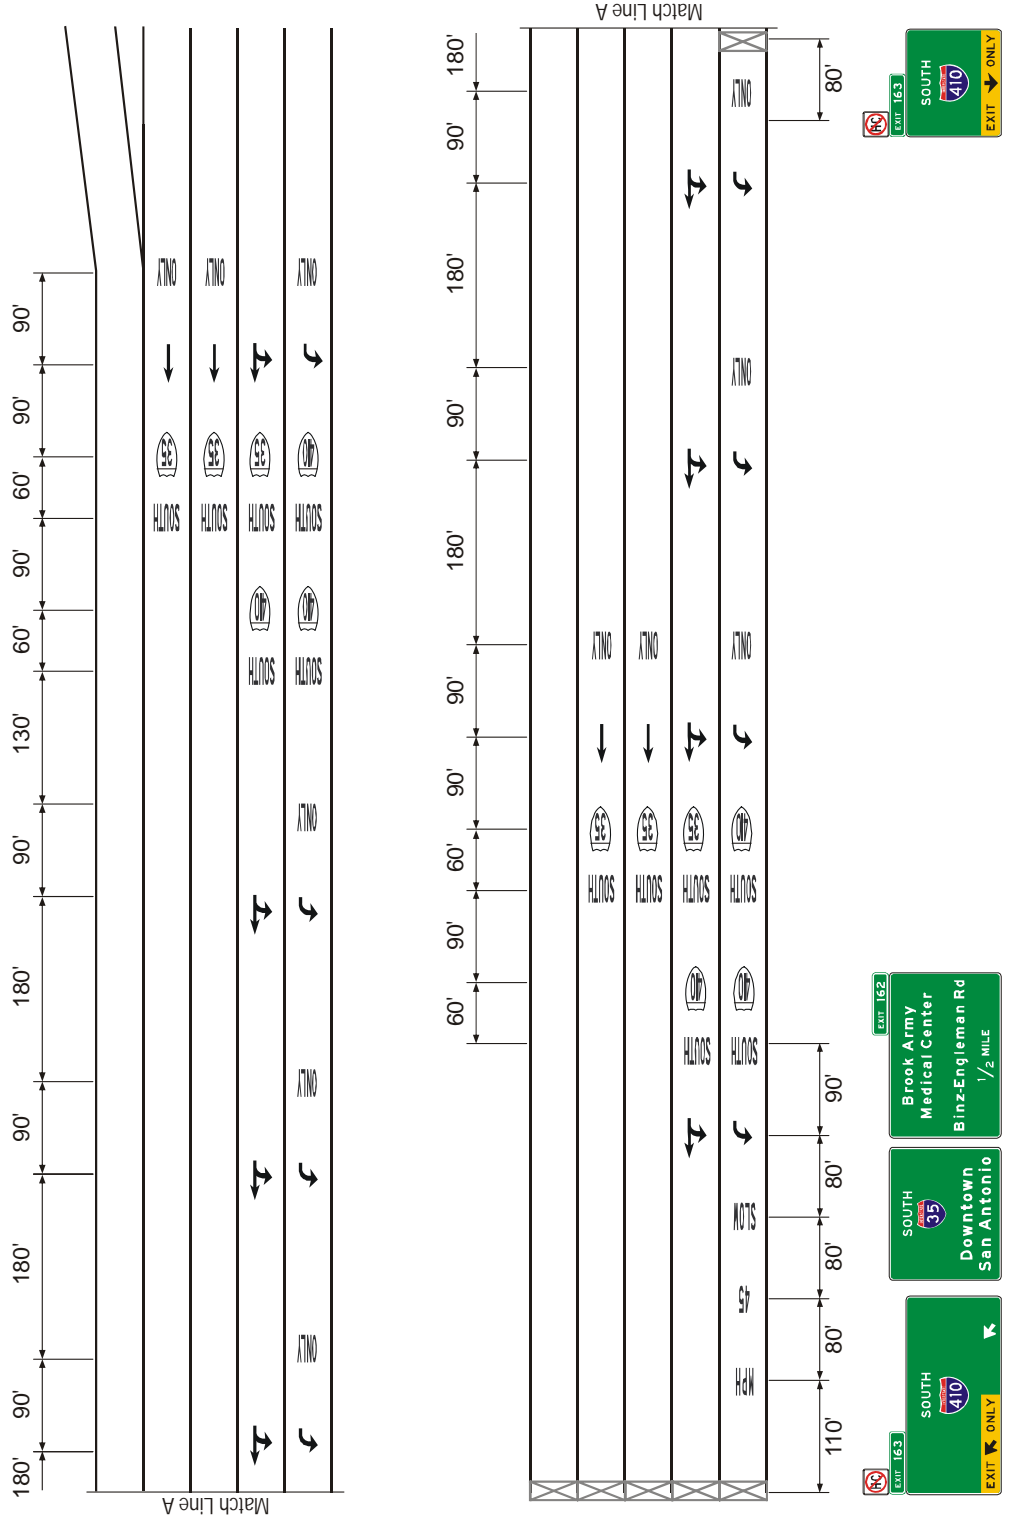 90'
90'
60'
90'
60'
130'
90'
180'
90'
180'
90'
180'
ONLY
ONLY
ONLY
35
35
35
410
SOUTH
SOUTH
SOUTH
SOUTH
410
410
SOUTH
SOUTH
ONLY
ONLY
ONLY
Match Line A
Match Line A
180'
90'
180'
90'
180'
90'
90'
60'
90'
60'
ONLY
ONLY
ONLY
ONLY
ONLY
35
35
35
410
SOUTH
SOUTH
SOUTH
SOUTH
410
410
SOUTH
SOUTH
SLOW
45
MPH
80'
90'
80'
80'
80'
110'
HC
EXIT 163
SOUTH
410
EXIT ONLY
EXIT 162
Brook Army
Medical Center
Binz-Engleman Rd
1/2 MILE
SOUTH
35
Downtown
San Antonio
HC
EXIT 163
SOUTH
410
EXIT ONLY